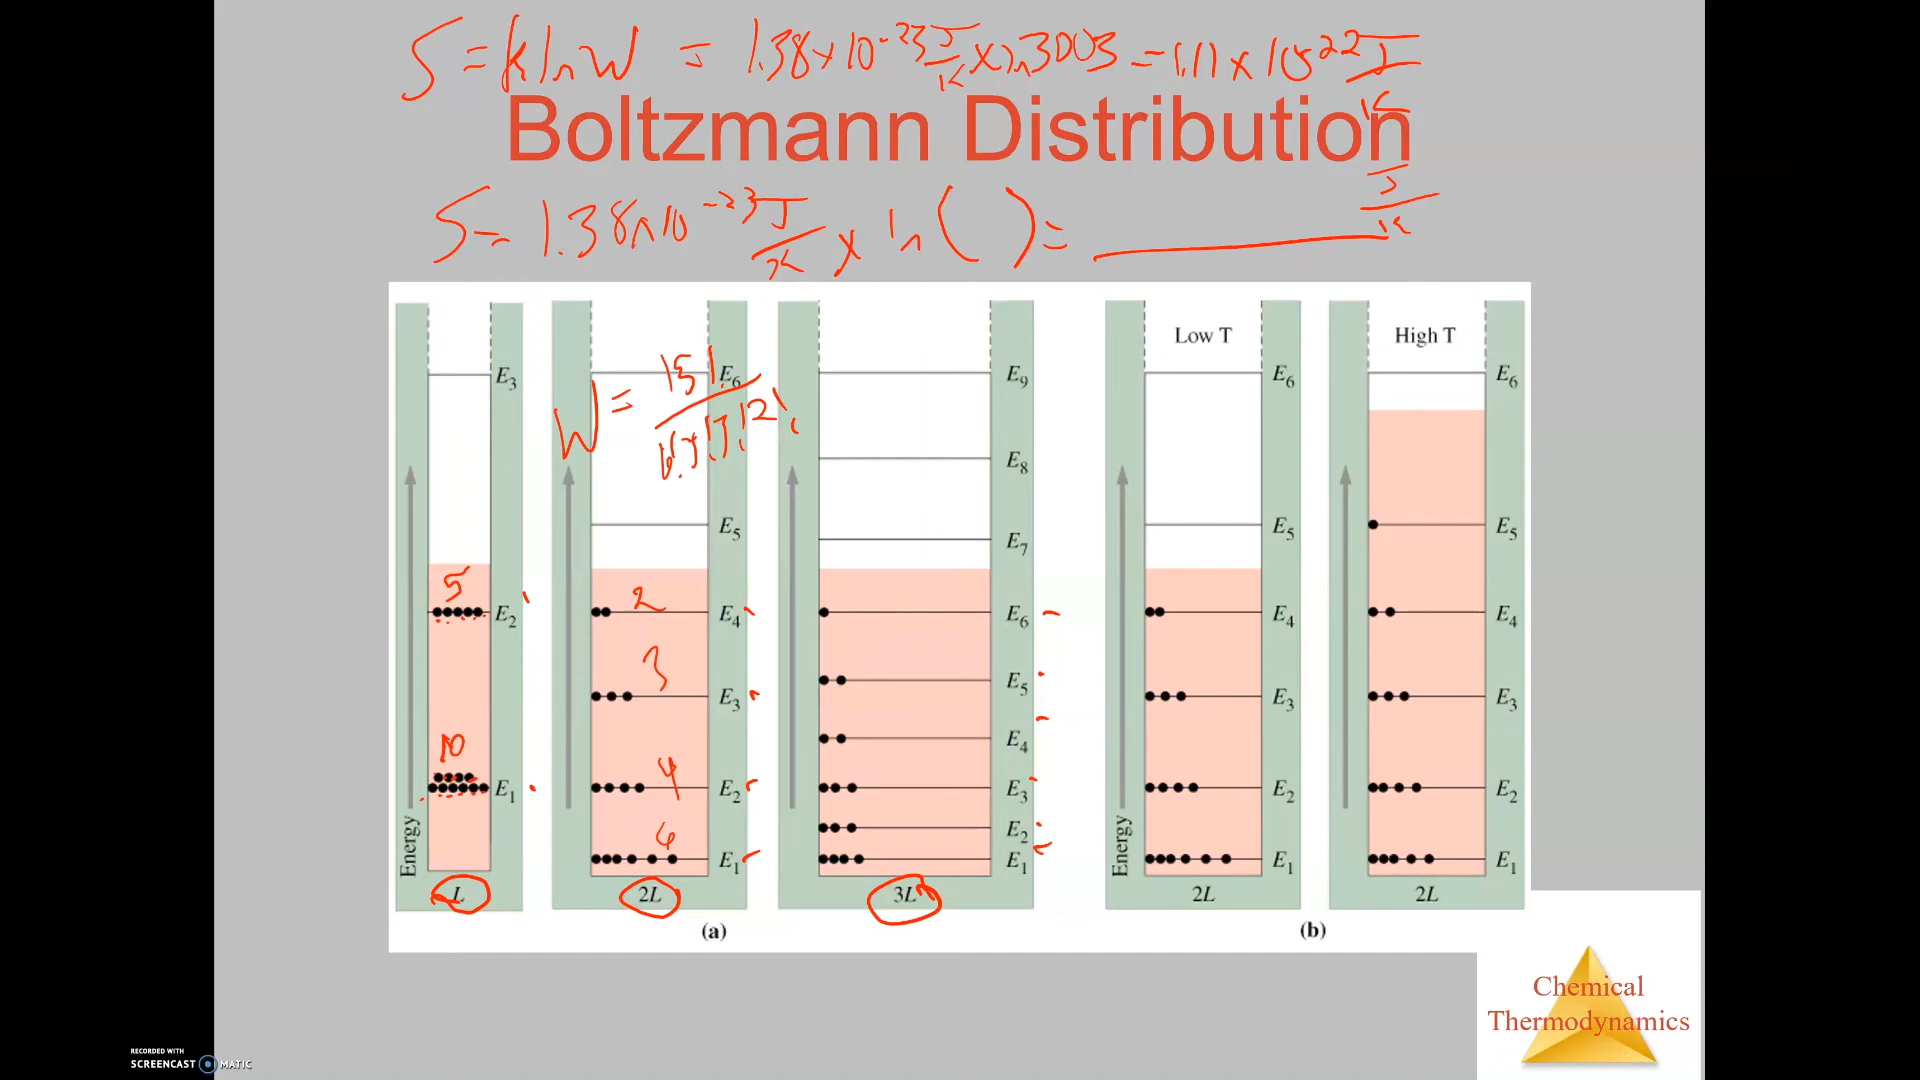 S = k ln W = 1.38 x 10⁻²³ J/K x ln 3003 = 1.11 x 10⁻²² J/K
Boltzmann Distribution
S = 1.38 x 10⁻²³ J/K x ln ( ) = J/K
Low T
High T
W = 15! / 6! 4! 3! 2!
E₃
E₆
E₉
E₆
E₆
E₈
E₅
E₇
E₅
E₅
5
E₂
2
E₄
E₆
E₄
E₄
3
E₃
E₅
E₃
E₃
E₄
10
E₁
4
E₂
E₃
E₂
E₂
6
E₁
E₂
E₁
E₁
E₁
Energy
Energy
L
2L
3L
2L
2L
(a)
(b)
Chemical
Thermodynamics
RECORDED WITH
SCREENCAST MATIC